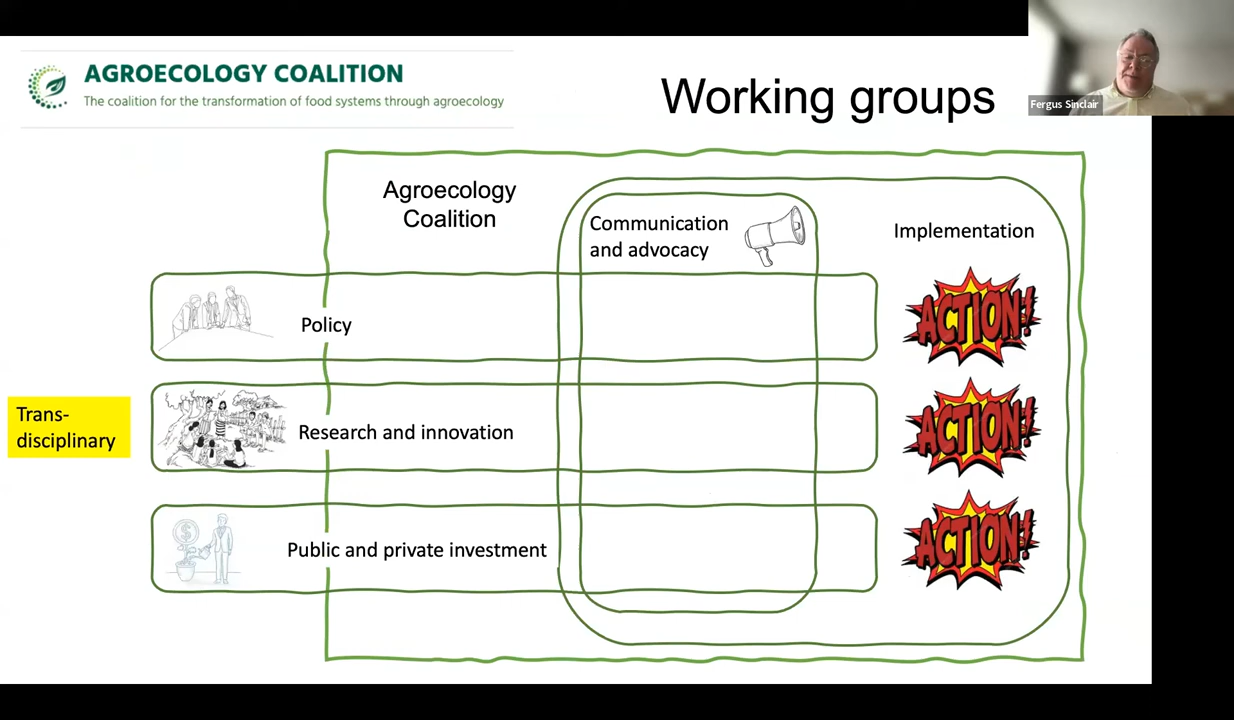 AGROECOLOGY COALITION
The coalition for the transformation of food systems through agroecology
Working groups
Fergus Sinclair
Agroecology
Coalition
Communication
and advocacy
Implementation
Policy
ACTION!
Trans-
disciplinary
Research and innovation
ACTION!
$
Public and private investment
ACTION!